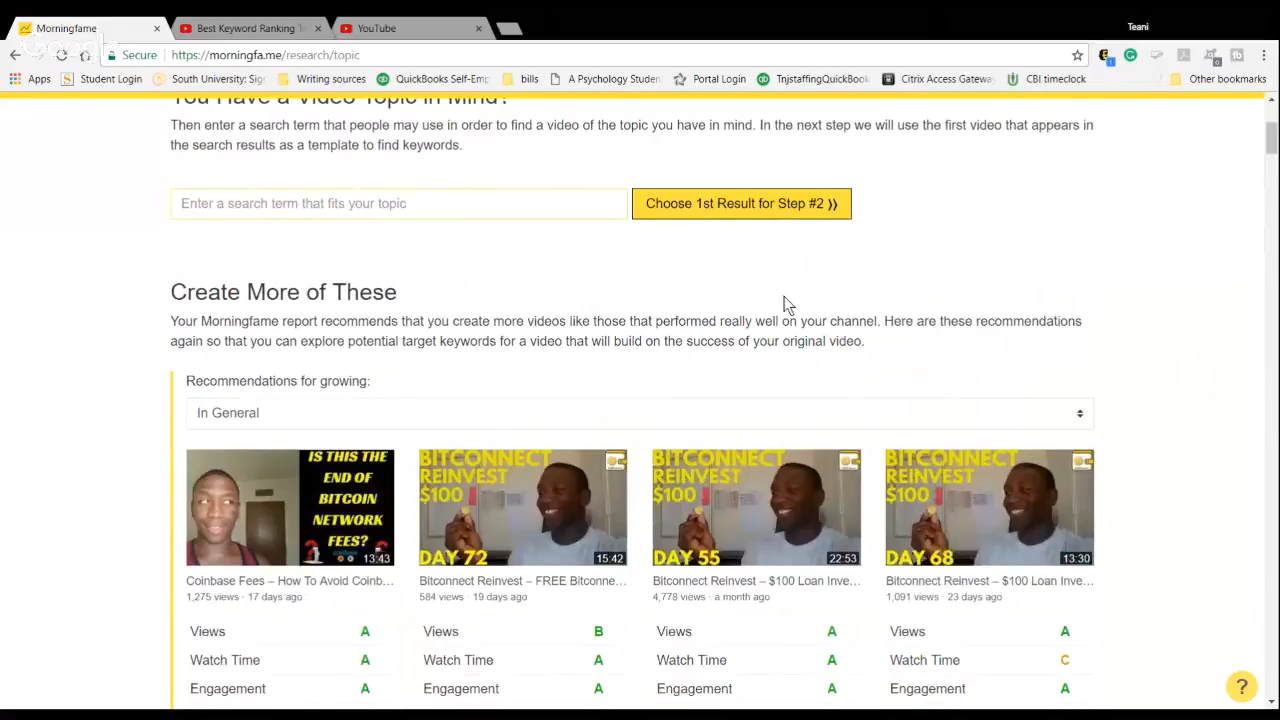 Morningfame
Best Keyword Ranking T
YouTube
Teani
Google
Secure
https://morningfa.me/research/topic
Apps
Student Login
South University: Sig
Writing sources
QuickBooks Self-Emp
bills
A Psychology Studen
Portal Login
TnjstaffingQuickBook
Citrix Access Gateway
CBI timeclock
Other bookmarks
You Have a Video Topic in Mind?
Then enter a search term that people may use in order to find a video of the topic you have in mind. In the next step we will use the first video that appears in
the search results as a template to find keywords.
Enter a search term that fits your topic
Choose 1st Result for Step #2 ⟩⟩
Create More of These
Your Morningfame report recommends that you create more videos like those that performed really well on your channel. Here are these recommendations
again so that you can explore potential target keywords for a video that will build on the success of your original video.
Recommendations for growing:
In General
IS THIS THE
END OF
BITCOIN
NETWORK
FEES?
coinbase
13:43
BITCONNECT
REINVEST
$100
DAY 72
15:42
BITCONNECT
REINVEST
$100
DAY 55
22:53
BITCONNECT
REINVEST
$100
DAY 68
13:30
Coinbase Fees – How To Avoid Coinb...
1,275 views · 17 days ago
Bitconnect Reinvest – FREE Bitconne...
584 views · 19 days ago
Bitconnect Reinvest – $100 Loan Inve...
4,778 views · a month ago
Bitconnect Reinvest – $100 Loan Inve...
1,091 views · 23 days ago
Views A
Views B
Views A
Views A
Watch Time A
Watch Time A
Watch Time A
Watch Time C
Engagement A
Engagement A
Engagement A
Engagement A
?